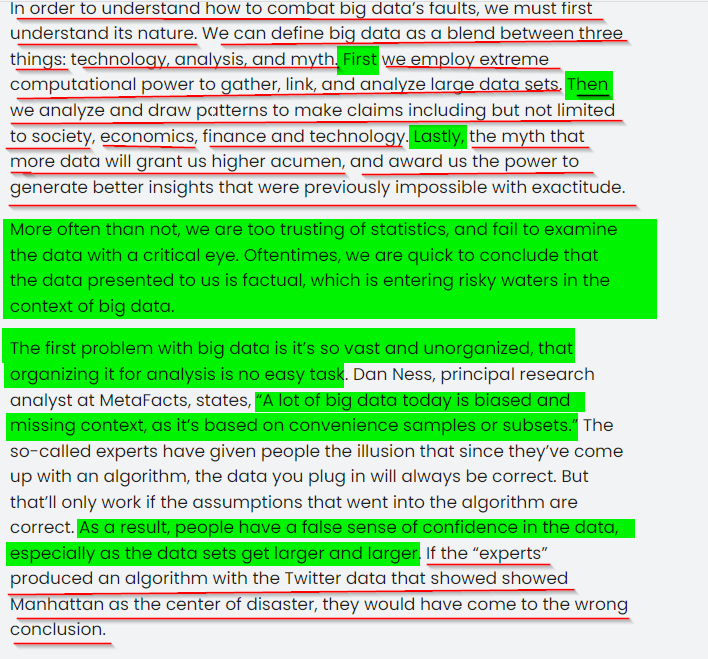 In order to understand how to combat big data's faults, we must first
understand its nature. We can define big data as a blend between three
things: technology, analysis, and myth. First we employ extreme
computational power to gather, link, and analyze large data sets. Then
we analyze and draw patterns to make claims including but not limited
to society, economics, finance and technology. Lastly, the myth that
more data will grant us higher acumen, and award us the power to
generate better insights that were previously impossible with exactitude.
More often than not, we are too trusting of statistics, and fail to examine
the data with a critical eye. Oftentimes, we are quick to conclude that
the data presented to us is factual, which is entering risky waters in the
context of big data.
The first problem with big data is it's so vast and unorganized, that
organizing it for analysis is no easy task. Dan Ness, principal research
analyst at MetaFacts, states, “A lot of big data today is biased and
missing context, as it's based on convenience samples or subsets.” The
so-called experts have given people the illusion that since they've come
up with an algorithm, the data you plug in will always be correct. But
that'll only work if the assumptions that went into the algorithm are
correct. As a result, people have a false sense of confidence in the data,
especially as the data sets get larger and larger. If the “experts”
produced an algorithm with the Twitter data that showed showed
Manhattan as the center of disaster, they would have come to the wrong
conclusion.